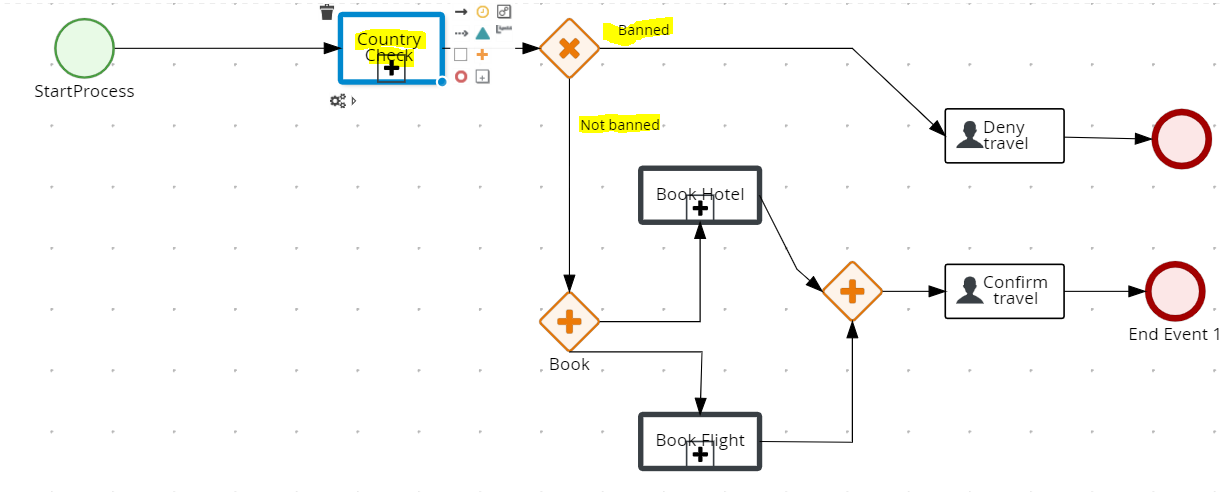 StartProcess
Country
Check
Banned
Not banned
Deny
travel
Book Hotel
Confirm
travel
End Event 1
Book
Book Flight